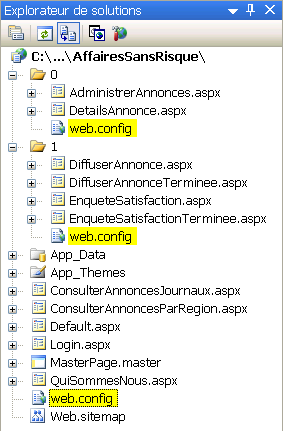 Explorateur de solutions
C:\...\AffairesSansRisque\
0
AdministrerAnnonces.aspx
DetailsAnnonce.aspx
web.config
1
DiffuserAnnonce.aspx
DiffuserAnnonceTerminee.aspx
EnqueteSatisfaction.aspx
EnqueteSatisfactionTerminee.aspx
web.config
App_Data
App_Themes
ConsulterAnnoncesJournaux.aspx
ConsulterAnnoncesParRegion.aspx
Default.aspx
Login.aspx
MasterPage.master
QuiSommesNous.aspx
web.config
Web.sitemap